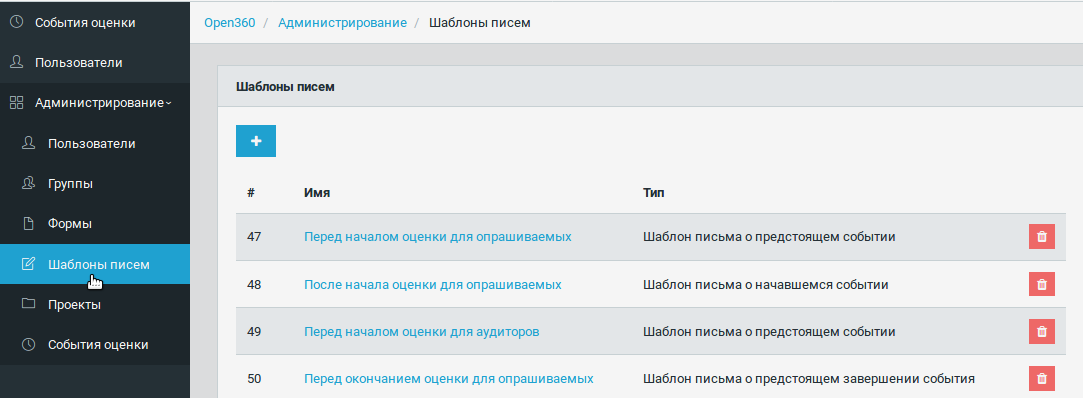 События оценки
Пользователи
Администрирование
Пользователи
Группы
Формы
Шаблоны писем
Проекты
События оценки
Open360 / Администрирование / Шаблоны писем
Шаблоны писем
+
# Имя Тип
47 Перед началом оценки для опрашиваемых Шаблон письма о предстоящем событии
48 После начала оценки для опрашиваемых Шаблон письма о начавшемся событии
49 Перед началом оценки для аудиторов Шаблон письма о предстоящем событии
50 Перед окончанием оценки для опрашиваемых Шаблон письма о предстоящем завершении события